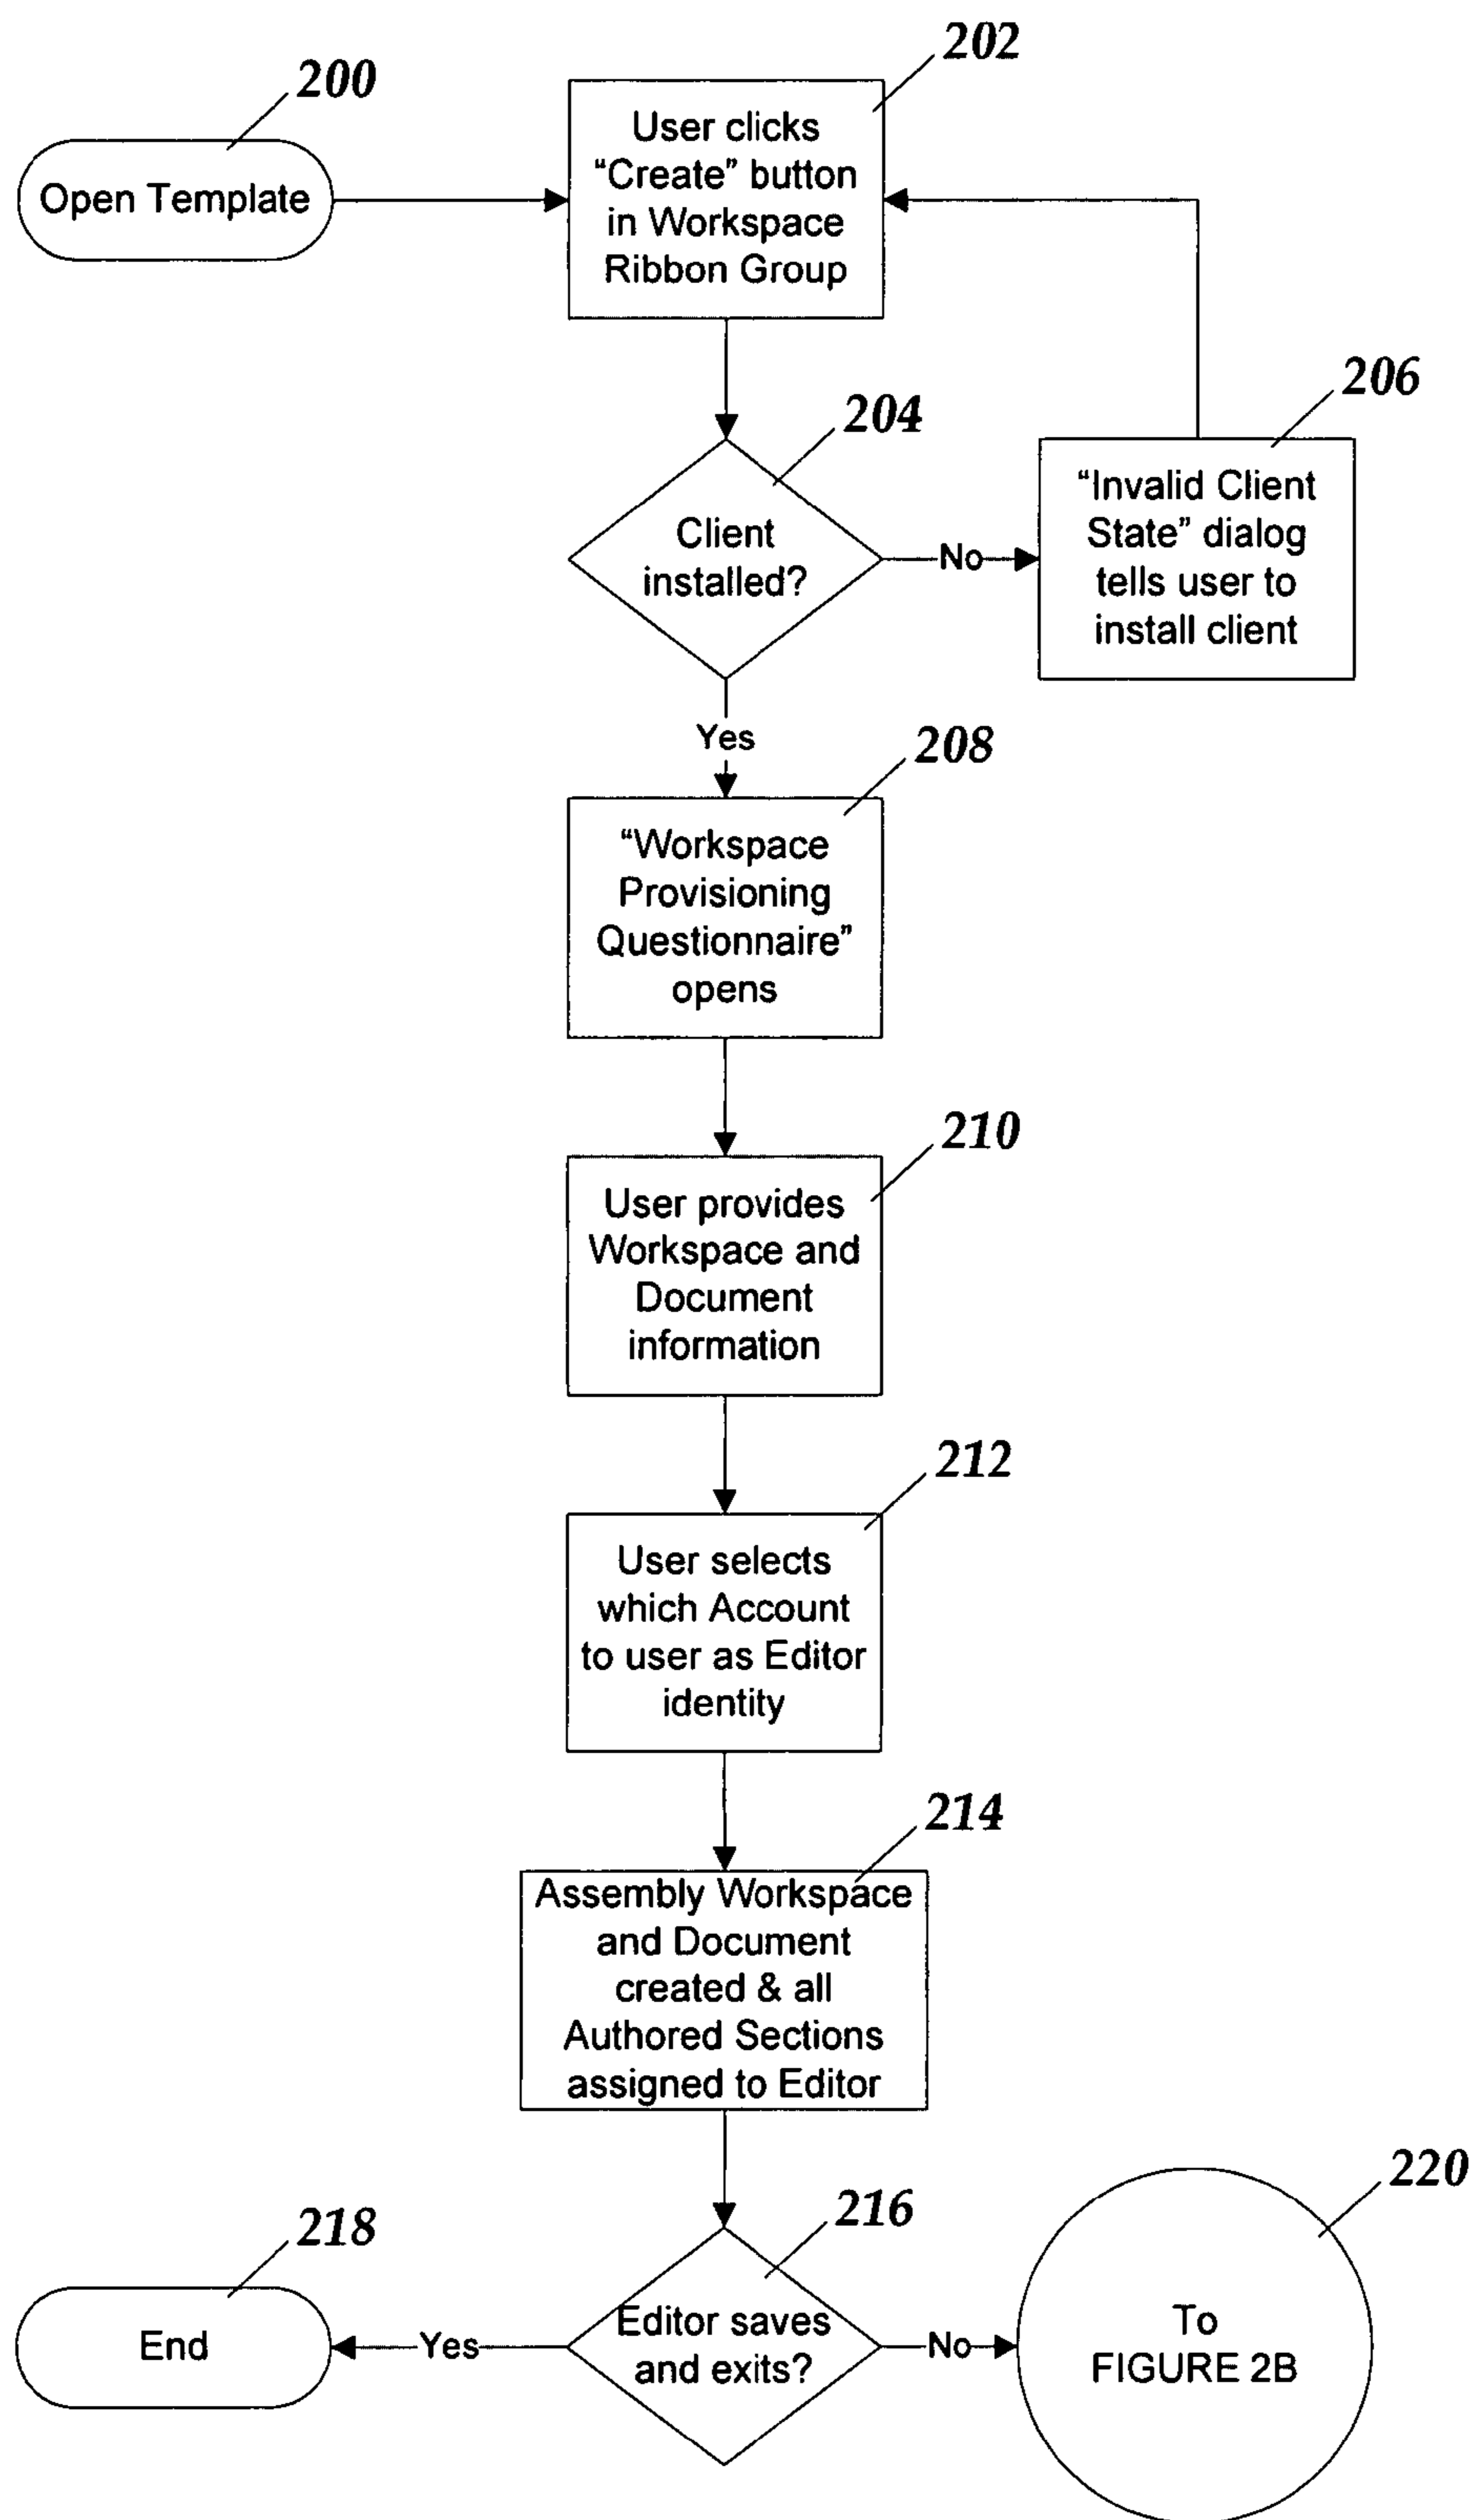 200
Open Template
202
User clicks
“Create” button
in Workspace
Ribbon Group
204
Client
installed?
No
206
“Invalid Client
State” dialog
tells user to
install client
Yes
208
“Workspace
Provisioning
Questionnaire”
opens
210
User provides
Workspace and
Document
information
212
User selects
which Account
to user as Editor
identity
214
Assembly Workspace
and Document
created & all
Authored Sections
assigned to Editor
216
Editor saves
and exits?
Yes
218
End
No
220
To
FIGURE 2B